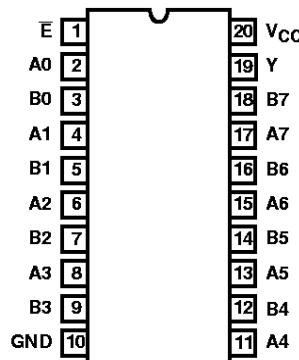 E̅ 1 20 VCC
A0 2 19 Y
B0 3 18 B7
A1 4 17 A7
B1 5 16 B6
A2 6 15 A6
B2 7 14 B5
A3 8 13 A5
B3 9 12 B4
GND 10 11 A4